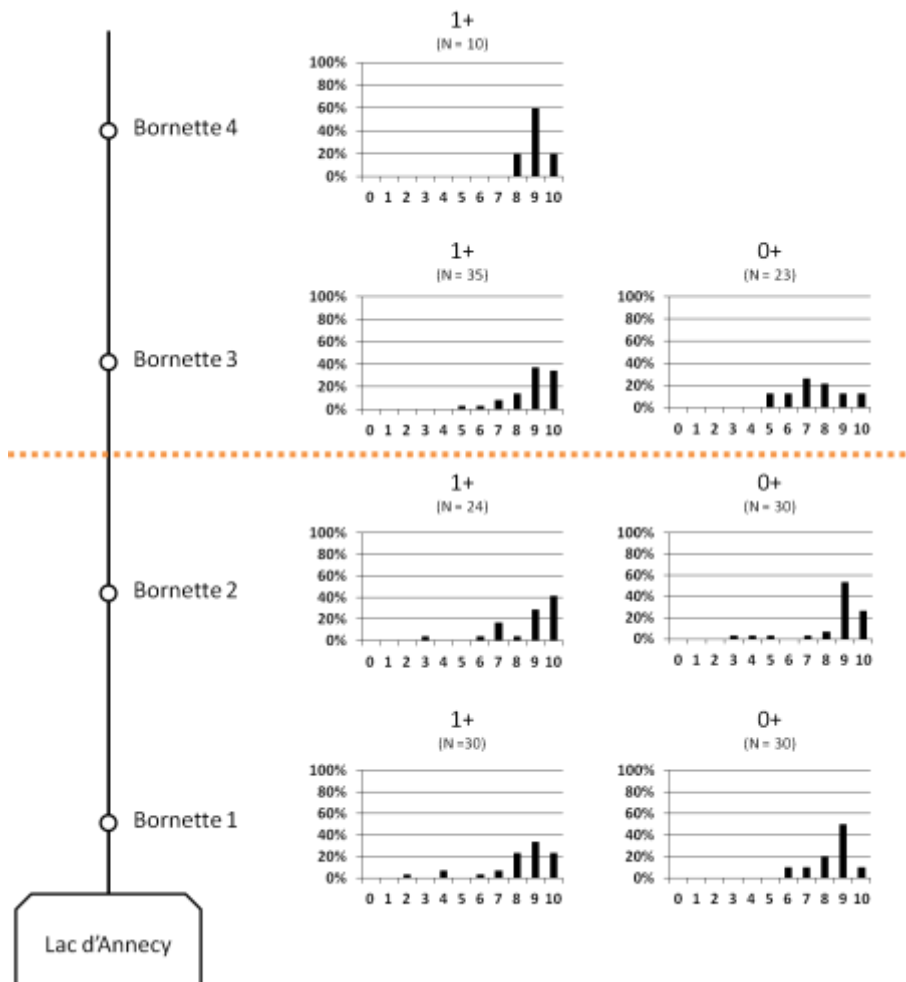 1+
(N = 10)
100%
80%
60%
40%
20%
0%
0 1 2 3 4 5 6 7 8 9 10
Bornette 4
1+
(N = 35)
100%
80%
60%
40%
20%
0%
0 1 2 3 4 5 6 7 8 9 10
0+
(N = 23)
100%
80%
60%
40%
20%
0%
0 1 2 3 4 5 6 7 8 9 10
Bornette 3
1+
(N = 24)
100%
80%
60%
40%
20%
0%
0 1 2 3 4 5 6 7 8 9 10
0+
(N = 30)
100%
80%
60%
40%
20%
0%
0 1 2 3 4 5 6 7 8 9 10
Bornette 2
1+
(N =30)
100%
80%
60%
40%
20%
0%
0 1 2 3 4 5 6 7 8 9 10
0+
(N = 30)
100%
80%
60%
40%
20%
0%
0 1 2 3 4 5 6 7 8 9 10
Bornette 1
Lac d'Annecy